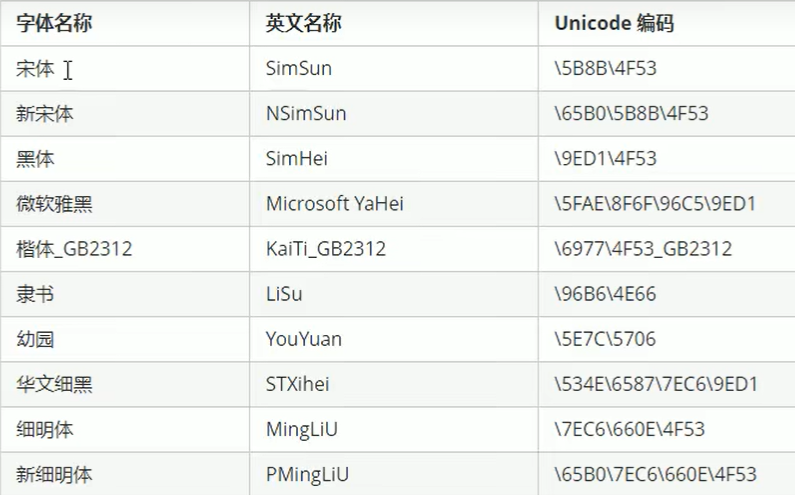 字体名称 英文名称 Unicode 编码
宋体 SimSun \5B8B\4F53
新宋体 NSimSun \65B0\5B8B\4F53
黑体 SimHei \9ED1\4F53
微软雅黑 Microsoft YaHei \5FAE\8F6F\96C5\9ED1
楷体_GB2312 KaiTi_GB2312 \6977\4F53_GB2312
隶书 LiSu \96B6\4E66
幼园 YouYuan \5E7C\5706
华文细黑 STXihei \534E\6587\7EC6\9ED1
细明体 MingLiU \7EC6\660E\4F53
新细明体 PMingLiU \65B0\7EC6\660E\4F53